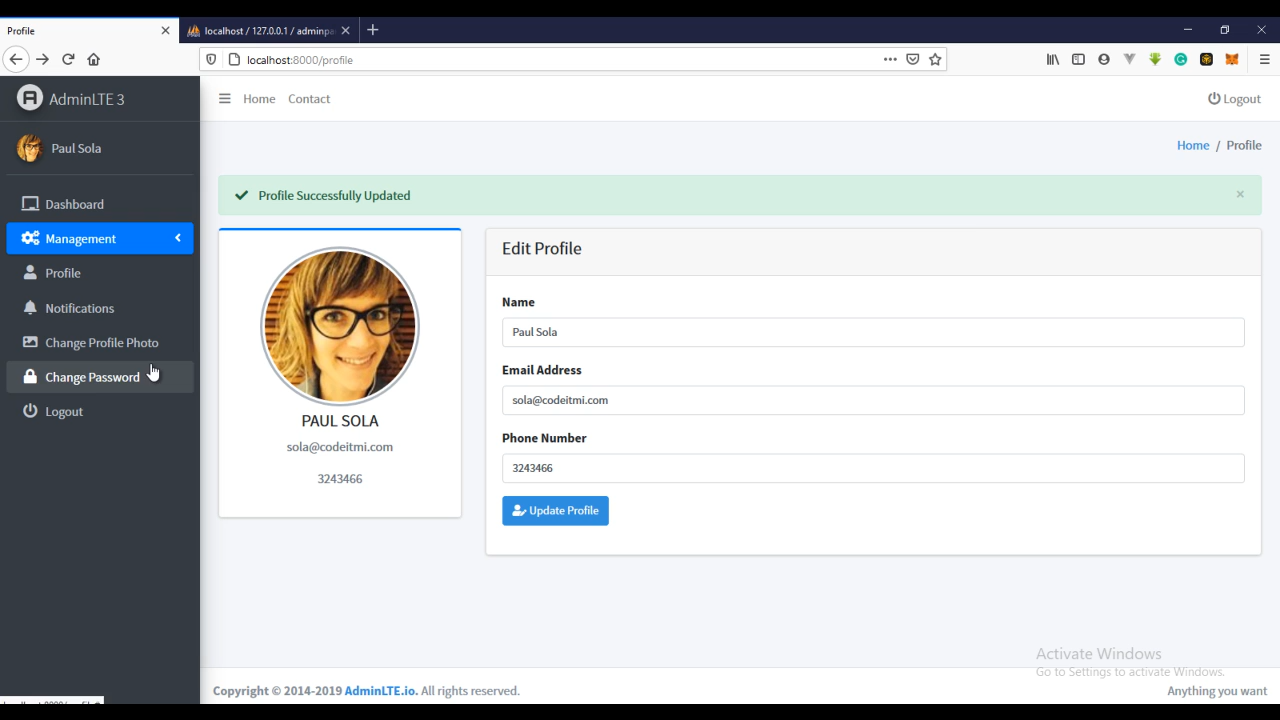 Profile
localhost / 127.0.0.1 / adminpa
localhost:8000/profile
AdminLTE 3
Home Contact
Logout
Paul Sola
Home / Profile
Dashboard
Management
Profile
Notifications
Change Profile Photo
Change Password
Logout
Profile Successfully Updated
PAUL SOLA
sola@codeitmi.com
3243466
Edit Profile
Name
Paul Sola
Email Address
sola@codeitmi.com
Phone Number
3243466
Update Profile
Activate Windows
Go to Settings to activate Windows.
Copyright © 2014-2019 AdminLTE.io. All rights reserved.
Anything you want